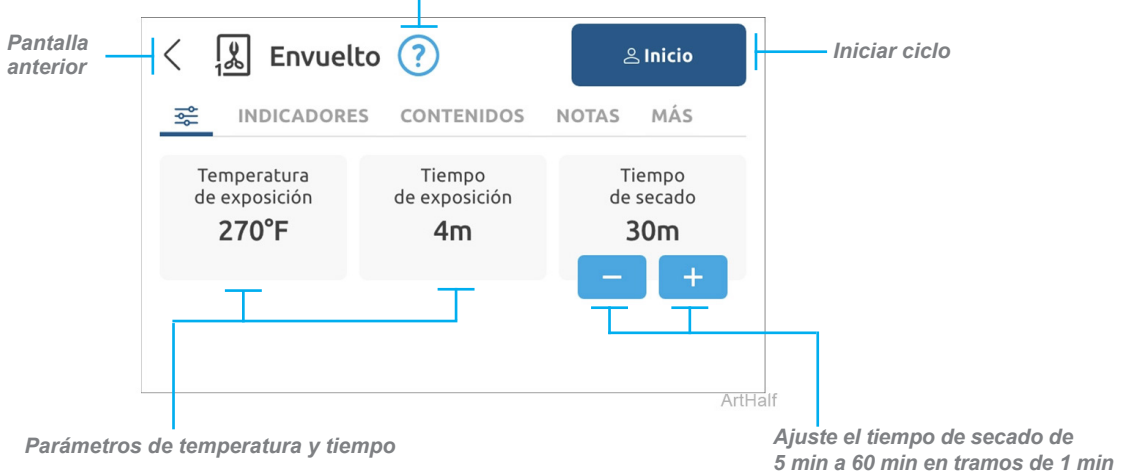 Pantalla
anterior
1
Envuelto
?
Inicio
Iniciar ciclo
INDICADORES CONTENIDOS NOTAS MÁS
Temperatura
de exposición
270°F
Tiempo
de exposición
4m
Tiempo
de secado
30m
− +
ArtHalf
Parámetros de temperatura y tiempo
Ajuste el tiempo de secado de
5 min a 60 min en tramos de 1 min